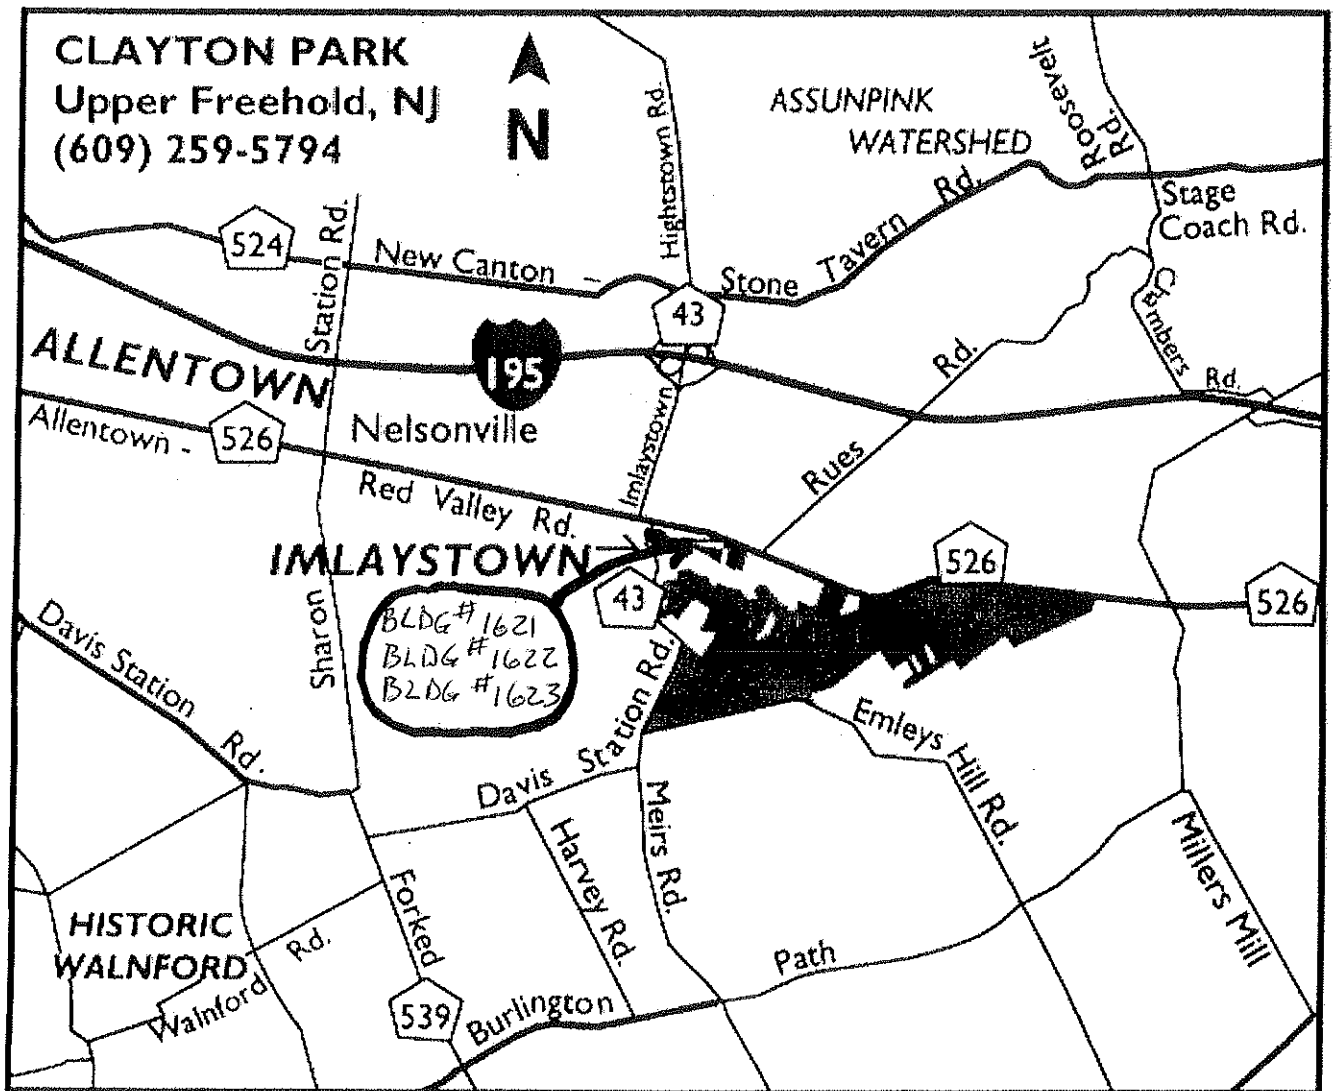 CLAYTON PARK
Upper Freehold, NJ
(609) 259-5794
N
ASSUNPINK
WATERSHED
Roosevelt
Rd.
Hightstown Rd.
Station Rd.
524
New Canton -
43
Stone Tavern Rd.
Stage
Coach Rd.
Chambers
Rd.
ALLENTOWN
195
Allentown -
526
Nelsonville
Imlaystown
Rues Rd.
Red Valley Rd.
IMLAYSTOWN
43
526
526
BLDG # 1621
BLDG # 1622
BLDG # 1623
Sharon
Davis Station
Rd.
Davis Station Rd.
Emleys
Hill Rd.
Meirs Rd.
Harvey Rd.
Millers Mill
Forked
HISTORIC
WALNFORD
Walnford Rd.
539
Burlington Path